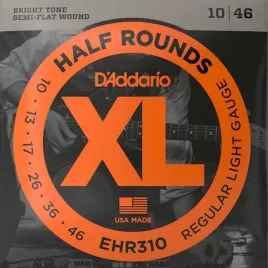 BRIGHT TONE
SEMI-FLAT WOUND
10 | 46
HALF ROUNDS
D'Addario
XL
10 • 13 • 17 • 26 • 36 • 46
REGULAR LIGHT GAUGE
USA MADE
EHR310